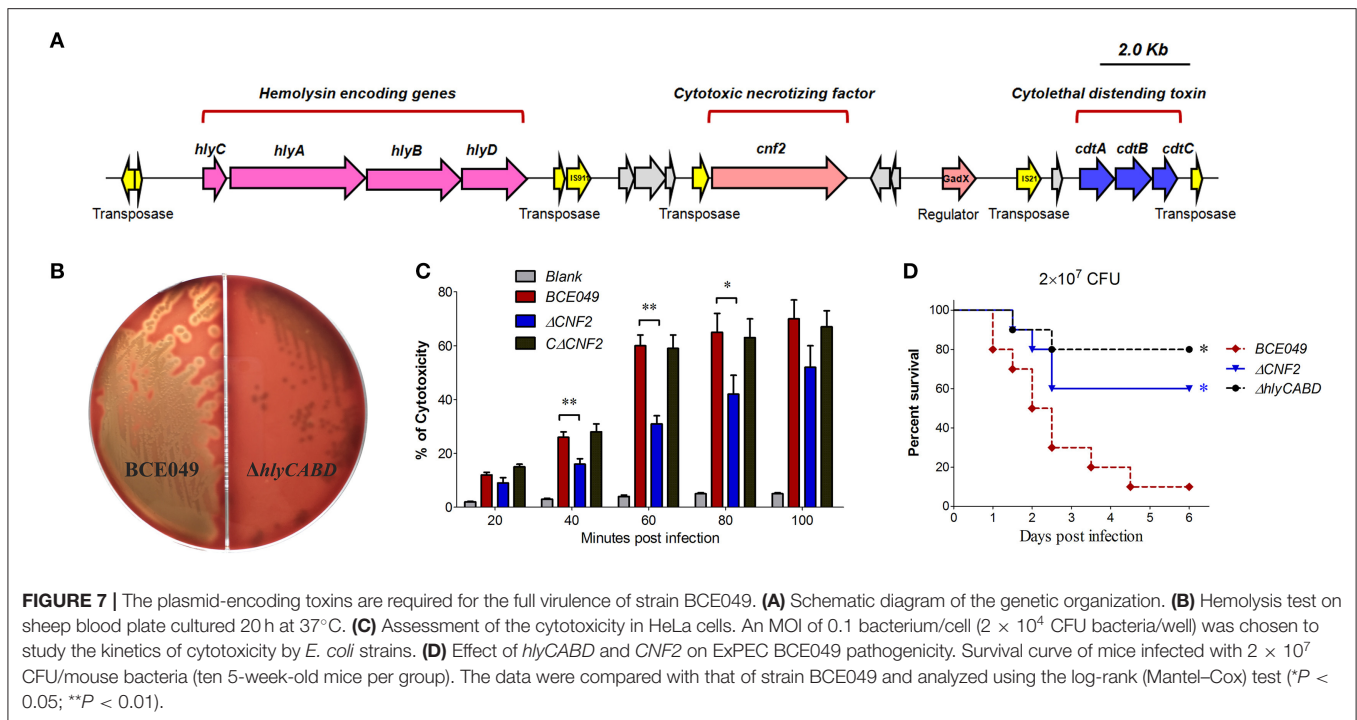 A
2.0 Kb
Hemolysin encoding genes
Cytotoxic necrotizing factor
Cytolethal distending toxin
hlyC
hlyA
hlyB
hlyD
cnf2
cdtA
cdtB
cdtC
IS911
GadX
IS21
Transposase
Transposase
Transposase
Regulator
Transposase
Transposase
B
BCE049
ΔhlyCABD
C
Blank
BCE049
ΔCNF2
CΔCNF2
% of Cytotoxicity
80
60
40
20
0
**
**
*
20 40 60 80 100
Minutes post infection
D
2×10⁷ CFU
Percent survival
100
80
60
40
20
0
*
*
BCE049
ΔCNF2
ΔhlyCABD
0 1 2 3 4 5 6
Days post infection
FIGURE 7 | The plasmid-encoding toxins are required for the full virulence of strain BCE049. (A) Schematic diagram of the genetic organization. (B) Hemolysis test on
sheep blood plate cultured 20 h at 37°C. (C) Assessment of the cytotoxicity in HeLa cells. An MOI of 0.1 bacterium/cell (2 × 10⁴ CFU bacteria/well) was chosen to
study the kinetics of cytotoxicity by E. coli strains. (D) Effect of hlyCABD and CNF2 on ExPEC BCE049 pathogenicity. Survival curve of mice infected with 2 × 10⁷
CFU/mouse bacteria (ten 5-week-old mice per group). The data were compared with that of strain BCE049 and analyzed using the log-rank (Mantel–Cox) test (*P <
0.05; **P < 0.01).